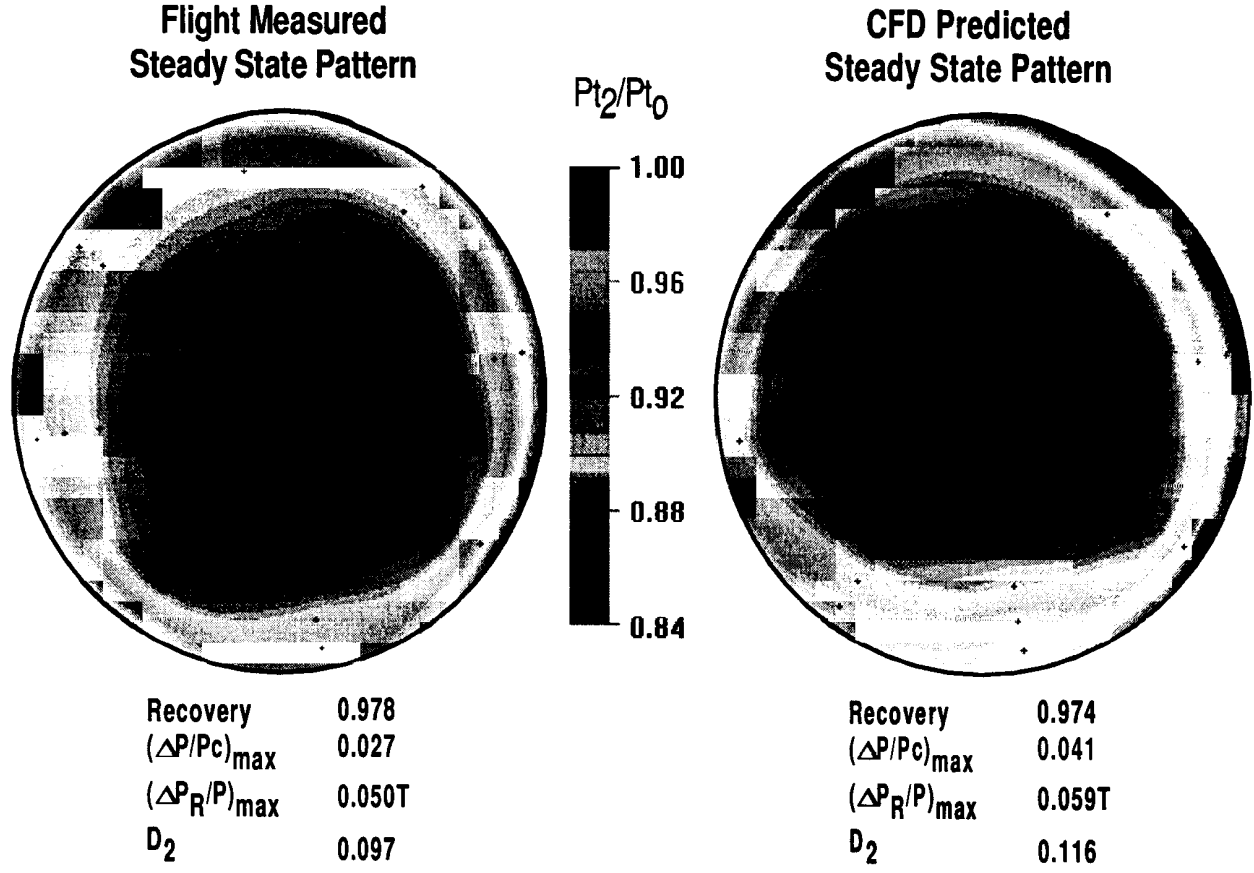 Flight Measured
Steady State Pattern
CFD Predicted
Steady State Pattern
Pt2/Pt0
1.00
0.96
0.92
0.88
0.84
Recovery 0.978
(ΔP/Pc)max 0.027
(ΔPR/P)max 0.050T
D2 0.097
Recovery 0.974
(ΔP/Pc)max 0.041
(ΔPR/P)max 0.059T
D2 0.116